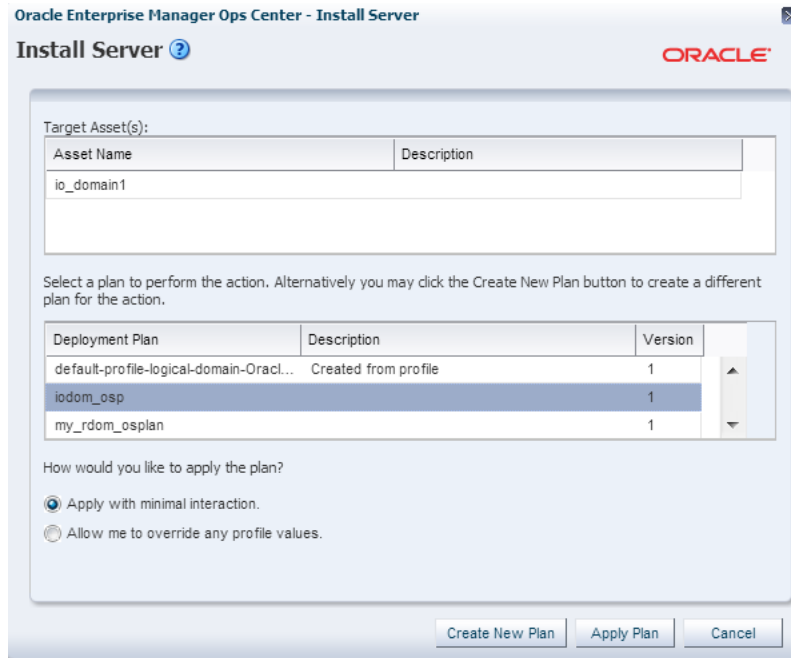 Oracle Enterprise Manager Ops Center - Install Server
Install Server
ORACLE
Target Asset(s):
Asset Name Description
io_domain1
Select a plan to perform the action. Alternatively you may click the Create New Plan button to create a different
plan for the action.
Deployment Plan Description Version
default-profile-logical-domain-Oracl... Created from profile 1
iodom_osp 1
my_rdom_osplan 1
How would you like to apply the plan?
Apply with minimal interaction.
Allow me to override any profile values.
Create New Plan Apply Plan Cancel